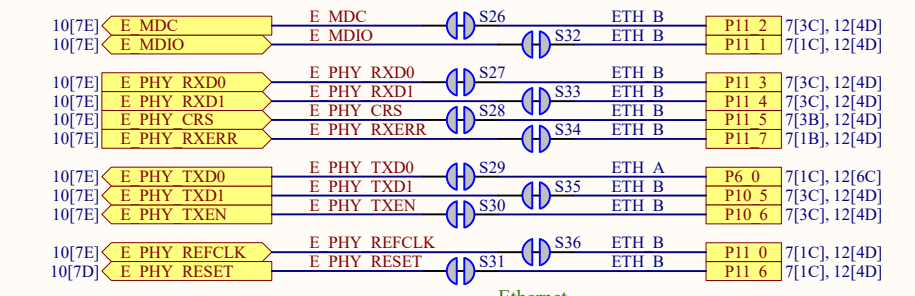 10[7E] E_MDC E_MDC S26 ETH_B P11_2 7[3C], 12[4D]
10[7E] E_MDIO E_MDIO S32 ETH_B P11_1 7[1C], 12[4D]
10[7E] E_PHY_RXD0 E_PHY_RXD0 S27 ETH_B P11_3 7[3C], 12[4D]
10[7E] E_PHY_RXD1 E_PHY_RXD1 S33 ETH_B P11_4 7[3C], 12[4D]
10[7E] E_PHY_CRS E_PHY_CRS S28 ETH_B P11_5 7[3B], 12[4D]
10[7E] E_PHY_RXERR E_PHY_RXERR S34 ETH_B P11_7 7[1B], 12[4D]
10[7E] E_PHY_TXD0 E_PHY_TXD0 S29 ETH_A P6_0 7[1C], 12[6C]
10[7E] E_PHY_TXD1 E_PHY_TXD1 S35 ETH_B P10_5 7[3C], 12[4D]
10[7E] E_PHY_TXEN E_PHY_TXEN S30 ETH_B P10_6 7[3C], 12[4D]
10[7E] E_PHY_REFCLK E_PHY_REFCLK S36 ETH_B P11_0 7[1C], 12[4D]
10[7D] E_PHY_RESET E_PHY_RESET S31 ETH_B P11_6 7[1C], 12[4D]
Ethernet